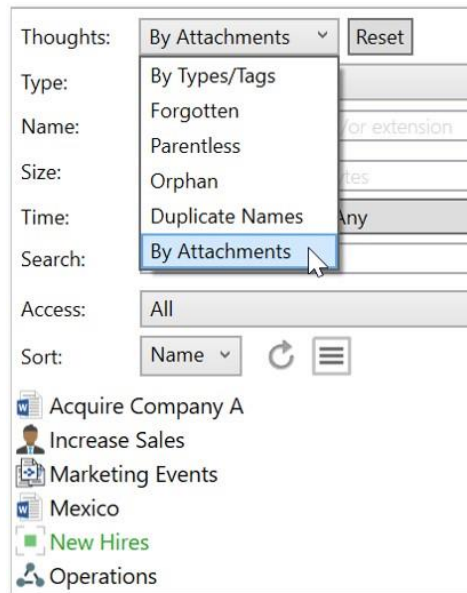 Thoughts: By Attachments Reset
Type: By Types/Tags
Forgotten
Name: /or extension
Parentless
Size: Orphan
Time: Duplicate Names Any
Search: By Attachments
Access: All
Sort: Name
Acquire Company A
Increase Sales
Marketing Events
Mexico
New Hires
Operations